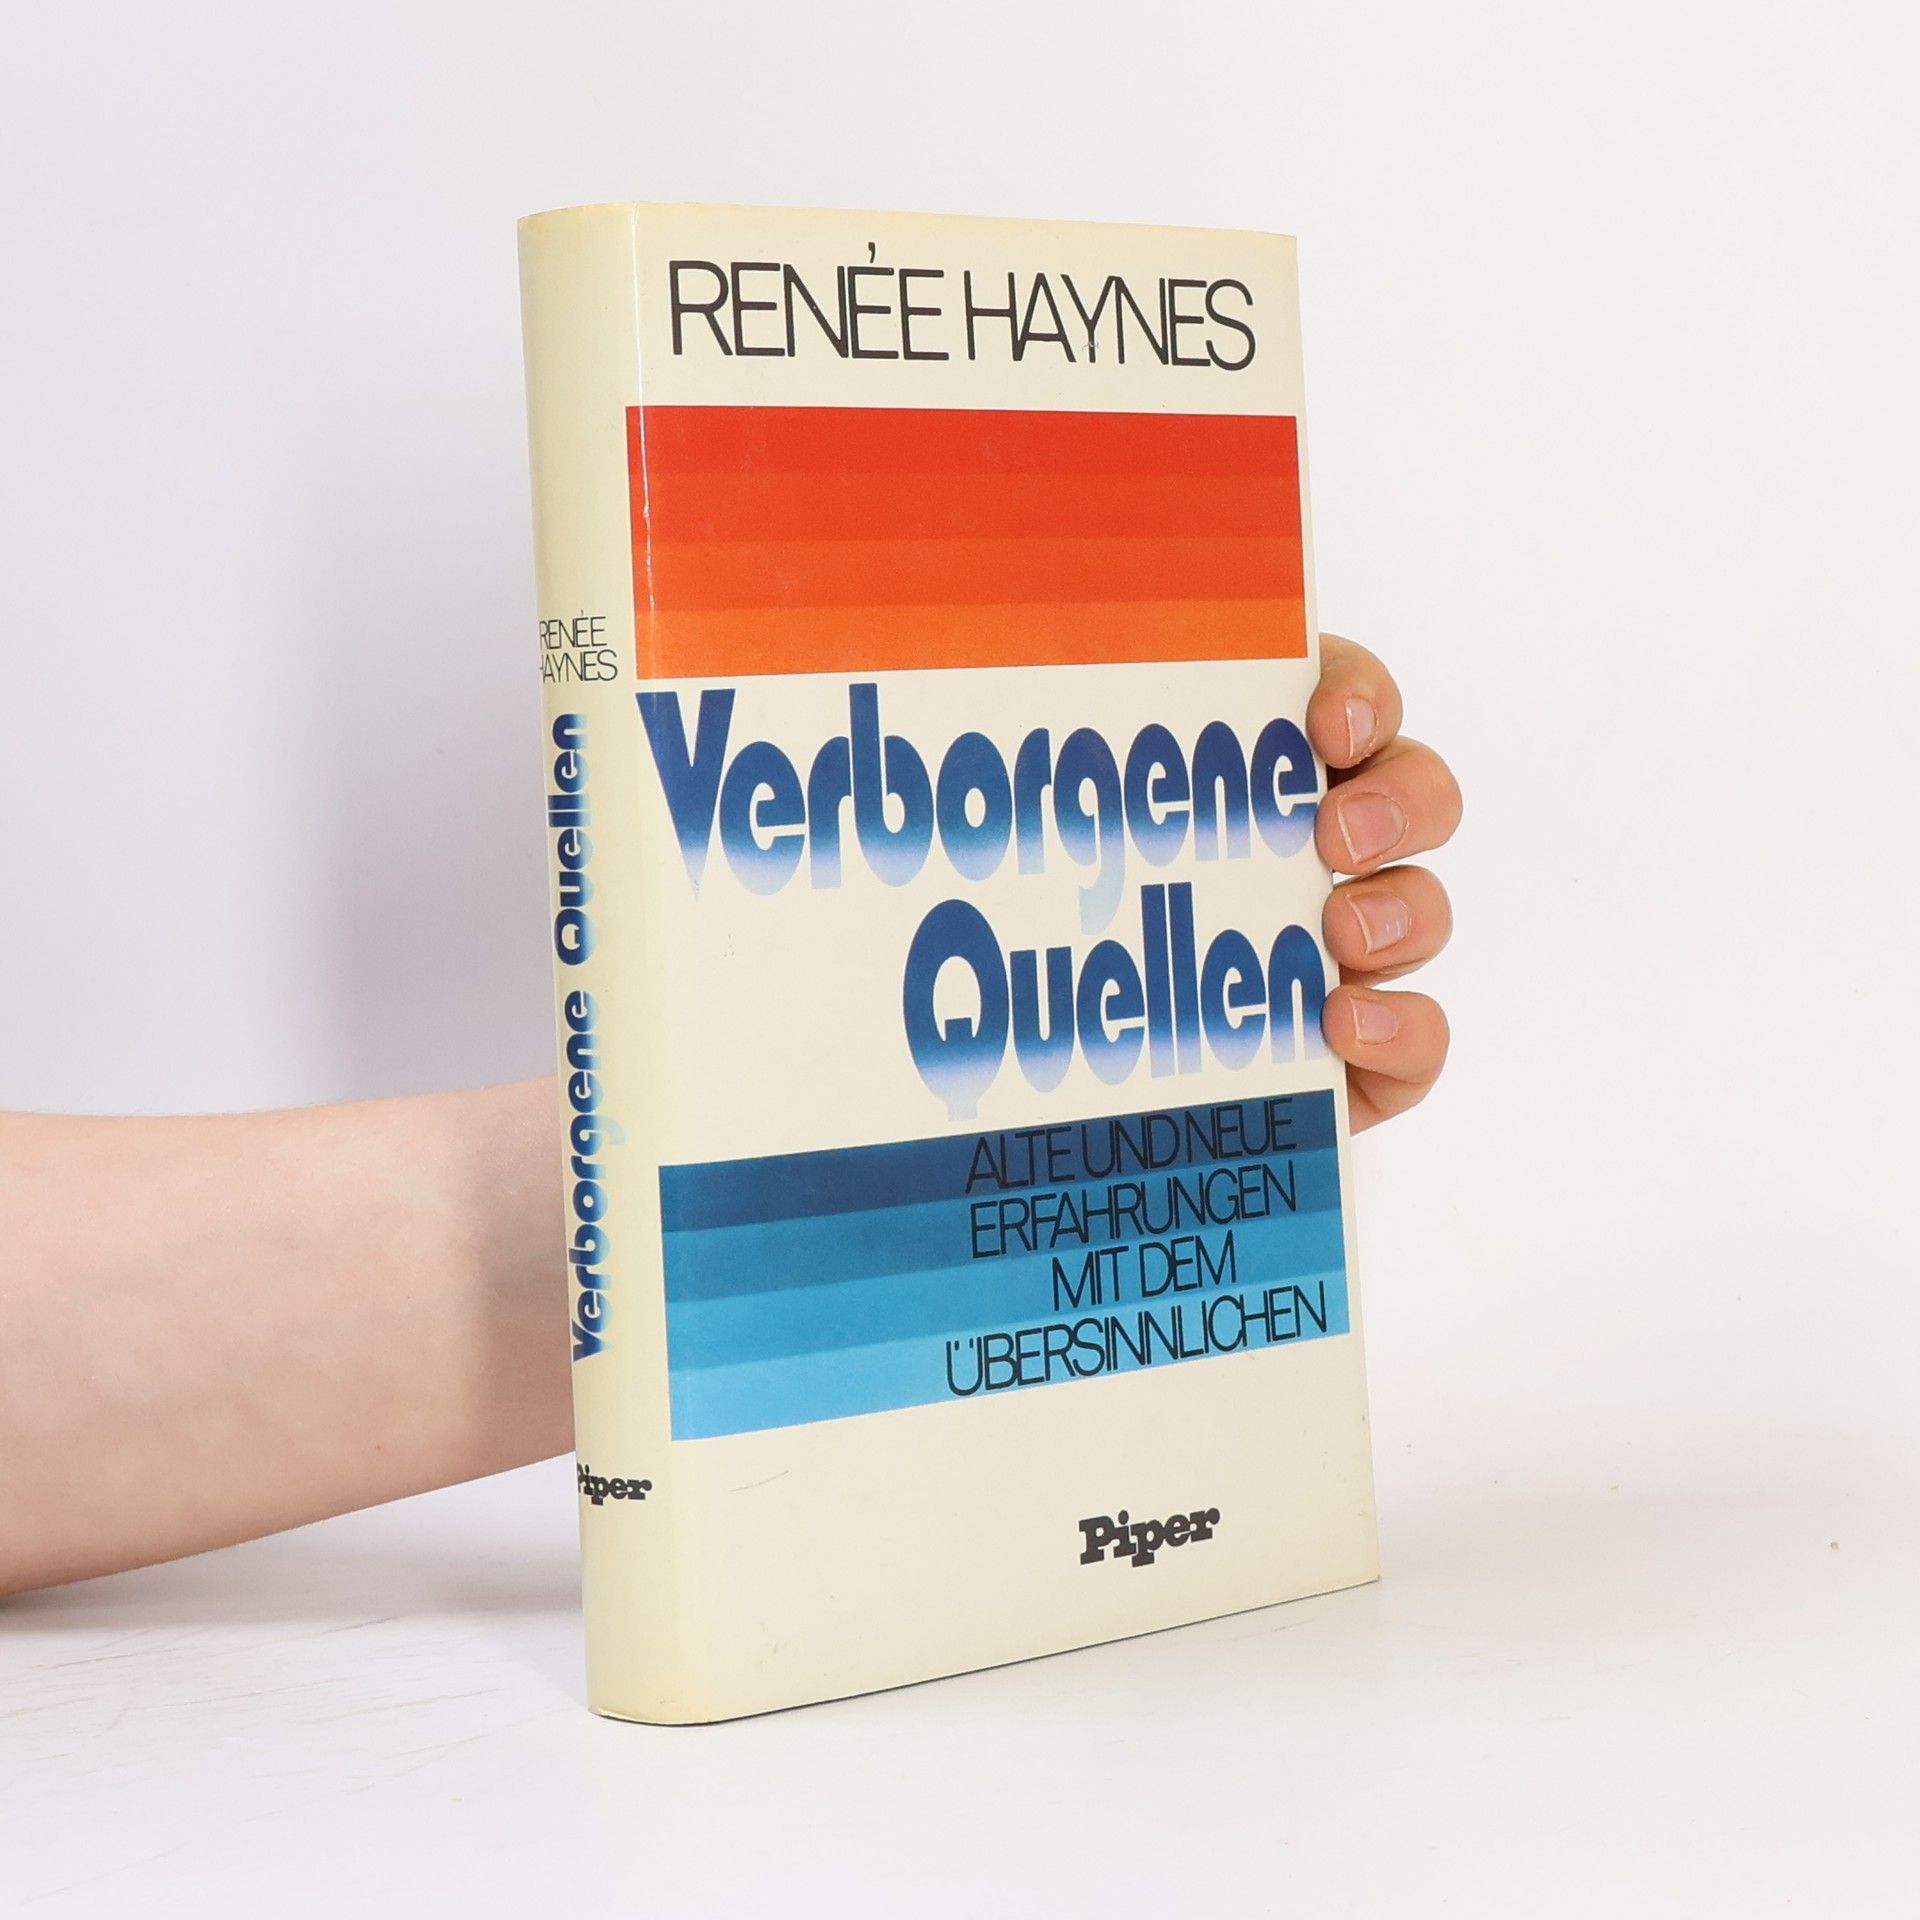 RENÉE HAYNES
Verborgene
Quellen
ALTE UND NEUE
ERFAHRUNGEN
MIT DEM
ÜBERSINNLICHEN
Piper
RENÉE
HAYNES
Verborgene Quellen
Piper